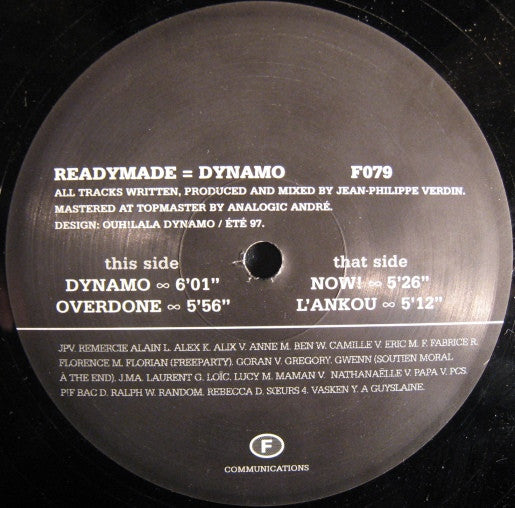 READYMADE = DYNAMO F079
ALL TRACKS WRITTEN, PRODUCED AND MIXED BY JEAN-PHILIPPE VERDIN.
MASTERED AT TOPMASTER BY ANALOGIC ANDRÉ.
DESIGN: OUH!LALA DYNAMO / ÉTÉ 97.
this side that side
DYNAMO ∞ 6'01" NOW! ∞ 5'26"
OVERDONE ∞ 5'56" L'ANKOU ∞ 5'12"
JPV. REMERCIE ALAIN L. ALEX K. ALIX V. ANNE M. BEN W. CAMILLE V. ERIC M. F. FABRICE R.
FLORENCE M. FLORIAN (FREEPARTY). GORAN V. GREGORY. GWENN (SOUTIEN MORAL
À THE END). J.MA. LAURENT G. LOÏC. LUCY M. MAMAN V. NATHANAËLLE V. PAPA V. PCS.
PIF BAC D. RALPH W. RANDOM. REBECCA D. SŒURS 4. VASKEN Y. A GUYSLAINE.
F
COMMUNICATIONS